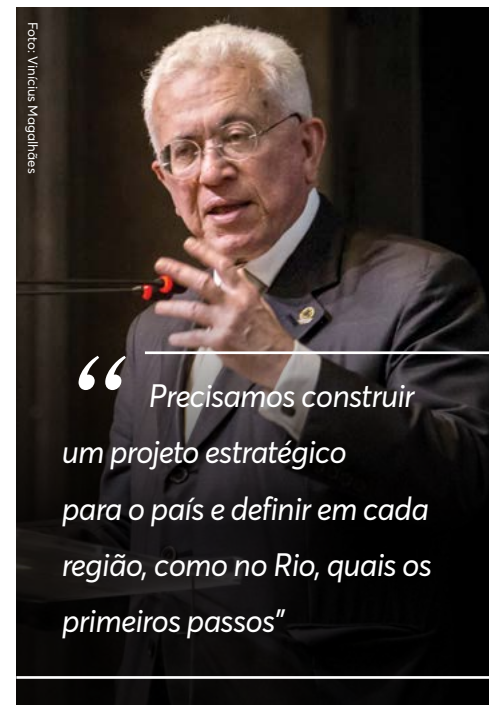 Foto: Vinícius Magalhães
“ Precisamos construir
um projeto estratégico
para o país e definir em cada
região, como no Rio, quais os
primeiros passos”